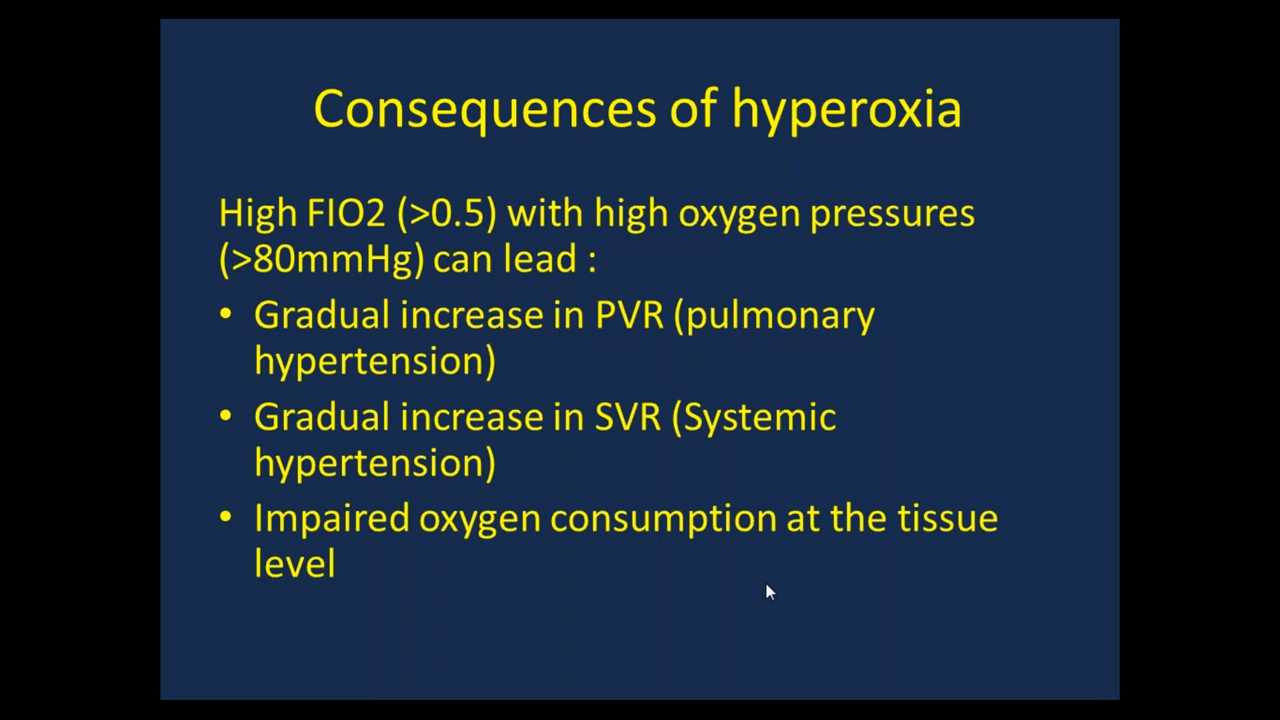 Consequences of hyperoxia
High FIO2 (>0.5) with high oxygen pressures
(>80mmHg) can lead :
• Gradual increase in PVR (pulmonary
hypertension)
• Gradual increase in SVR (Systemic
hypertension)
• Impaired oxygen consumption at the tissue
level